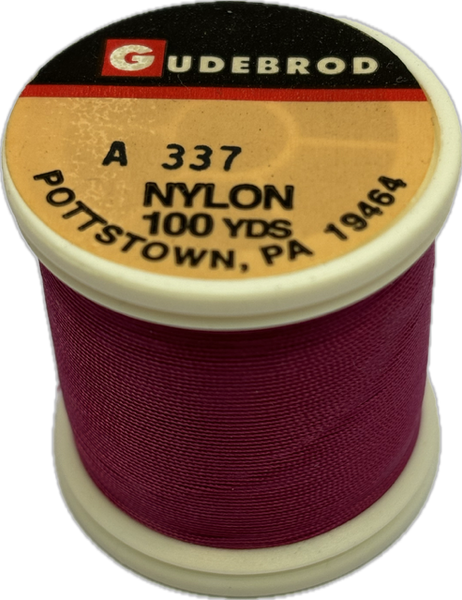 GUDEBROD
A 337
NYLON
100 YDS
POTTSTOWN, PA 19464